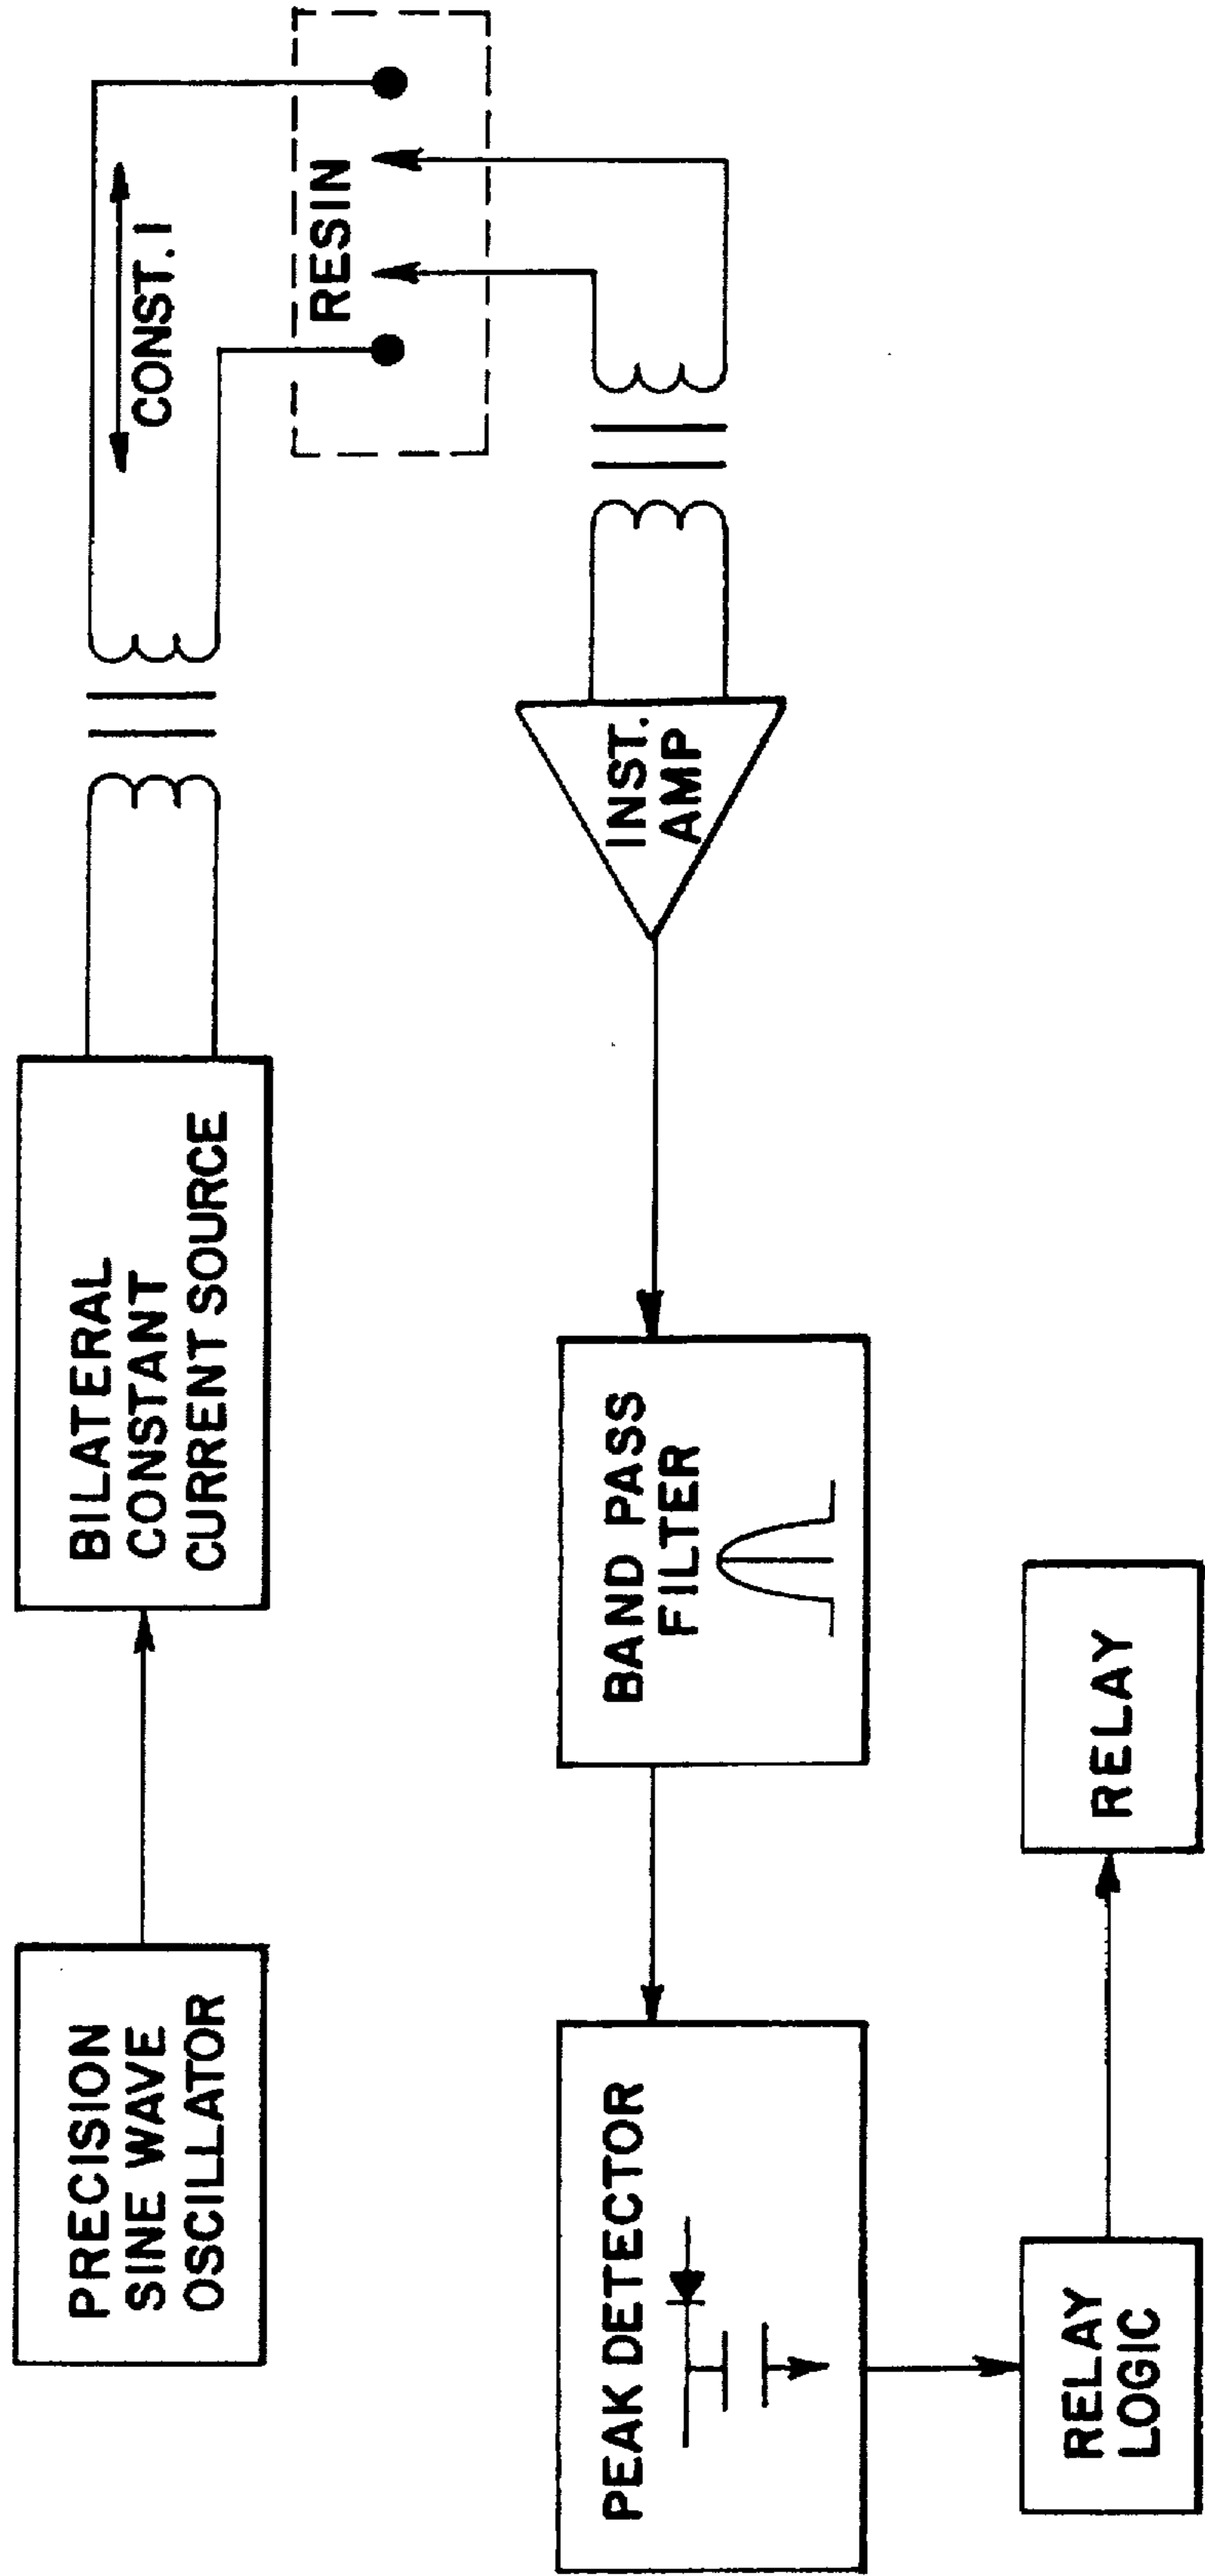 PRECISION
SINE WAVE
OSCILLATOR
BILATERAL
CONSTANT
CURRENT SOURCE
CONST. I
RESIN
INST.
AMP
BAND PASS
FILTER
PEAK DETECTOR
RELAY
LOGIC
RELAY